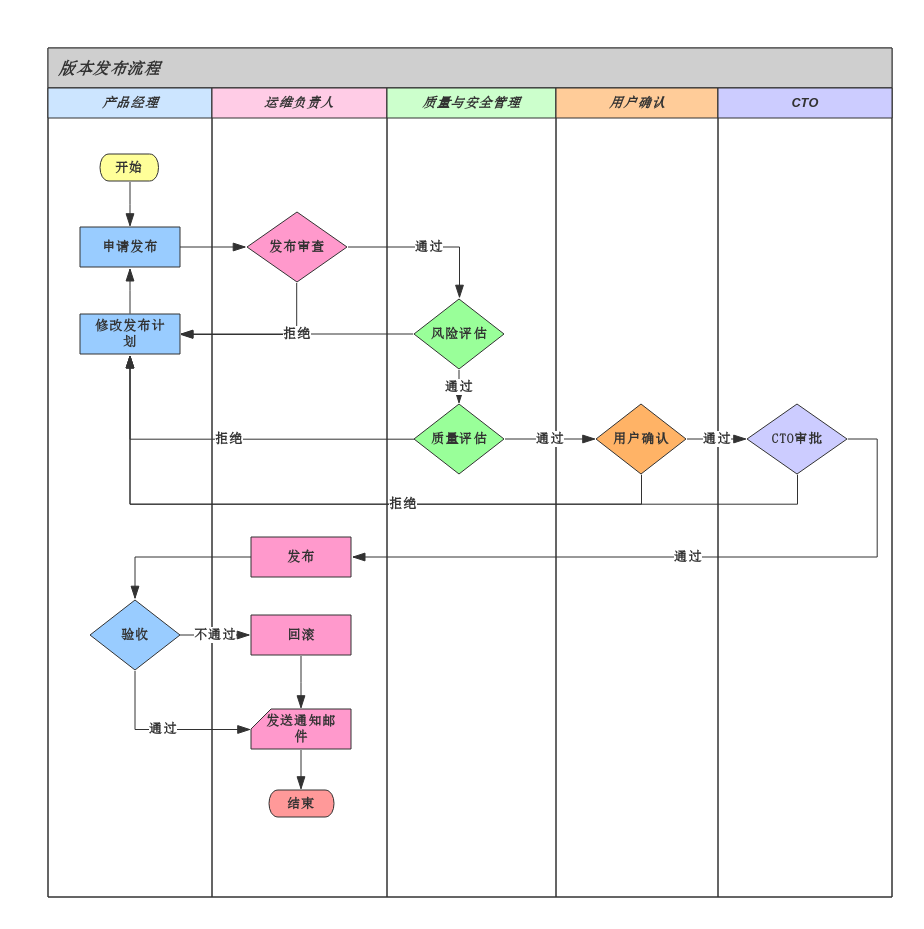 版本发布流程
产品经理
运维负责人
质量与安全管理
用户确认
CTO
开始
申请发布
发布审查
通过
修改发布计
划
拒绝
风险评估
通过
拒绝
质量评估
通过
用户确认
通过
CTO审批
拒绝
发布
通过
验收
不通过
回滚
通过
发送通知邮
件
结束